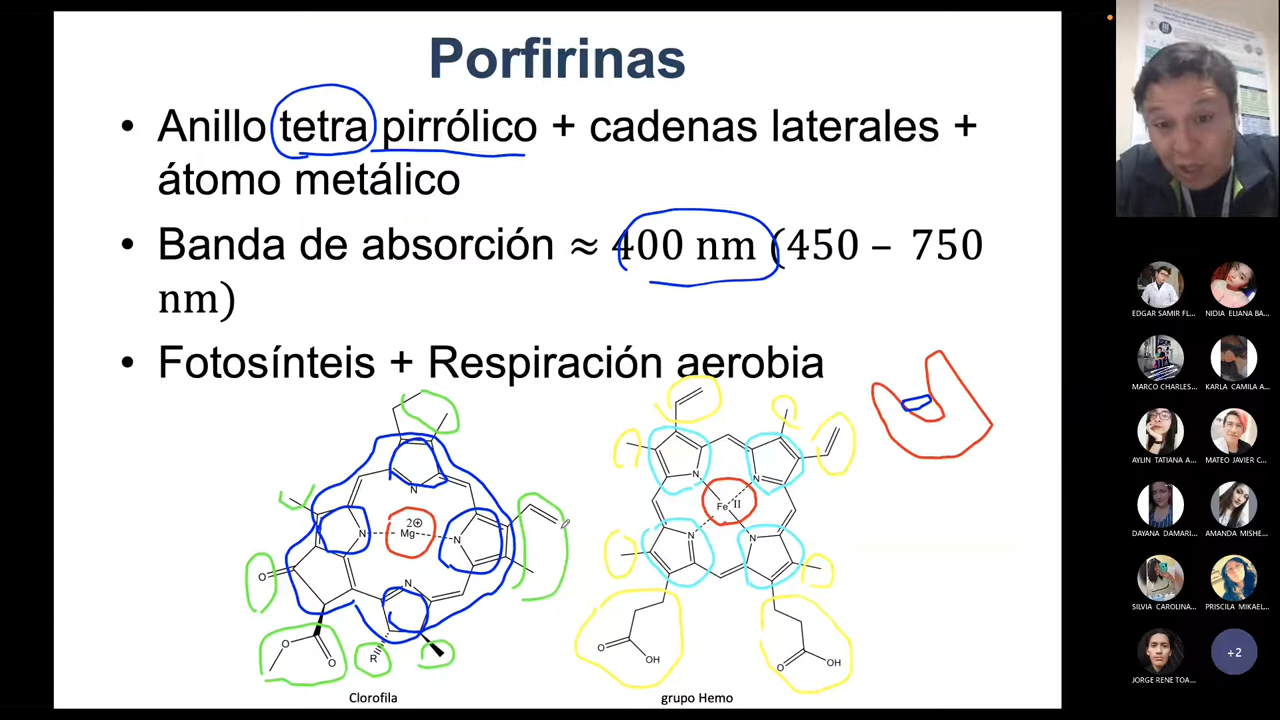 Porfirinas
• Anillo tetra pirrólico + cadenas laterales +
átomo metálico
• Banda de absorción ≈ 400 nm (450 – 750
nm)
• Fotosínteis + Respiración aerobia
N
N
2⊕
Mg
N
N
O
O
O
R
Clorofila
N
N
Fe
II
N
N
O
OH
O
OH
grupo Hemo
EDGAR SAMIR FL...
NIDIA ELIANA BA...
MARCO CHARLES...
KARLA CAMILA A...
AYLIN TATIANA A...
MATEO JAVIER C...
DAYANA DAMARI...
AMANDA MISHE...
SILVIA CAROLINA...
PRISCILA MIKAEL...
JORGE RENE TOA...
+2